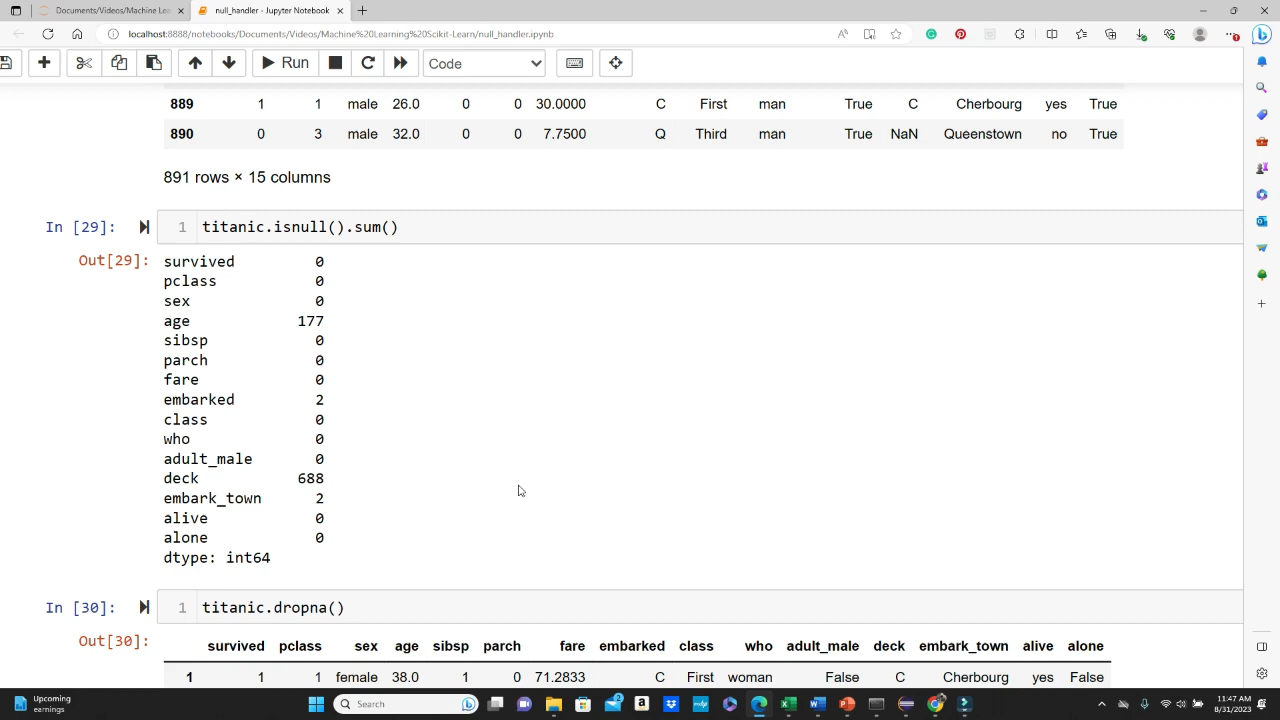 Documents/Videos/Machine Lea
null_handler - Jupyter Notebook
localhost:8888/notebooks/Documents/Videos/Machine%20Learning%20Scikit-Learn/null_handler.ipynb
Run
Code
889 1 1 male 26.0 0 0 30.0000 C First man True C Cherbourg yes True
890 0 3 male 32.0 0 0 7.7500 Q Third man True NaN Queenstown no True
891 rows × 15 columns
In [29]: 1 titanic.isnull().sum()
Out[29]: survived 0
pclass 0
sex 0
age 177
sibsp 0
parch 0
fare 0
embarked 2
class 0
who 0
adult_male 0
deck 688
embark_town 2
alive 0
alone 0
dtype: int64
In [30]: 1 titanic.dropna()
Out[30]:
survived pclass sex age sibsp parch fare embarked class who adult_male deck embark_town alive alone
1 1 1 female 38.0 1 0 71.2833 C First woman False C Cherbourg yes False
Upcoming
earnings
Search
11:47 AM
8/31/2023